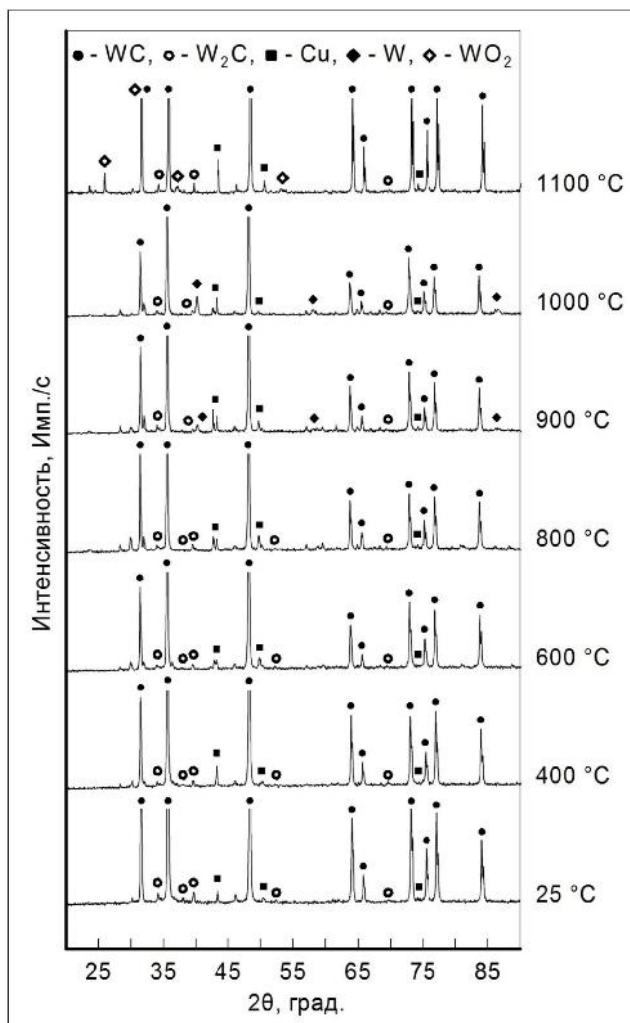 ● - WC, ○ - W₂C, ■ - Cu, ◆ - W, ◇ - WO₂
1100 °C
1000 °C
900 °C
800 °C
600 °C
400 °C
25 °C
Интенсивность, Имп./с
25 35 45 55 65 75 85
2θ, град.